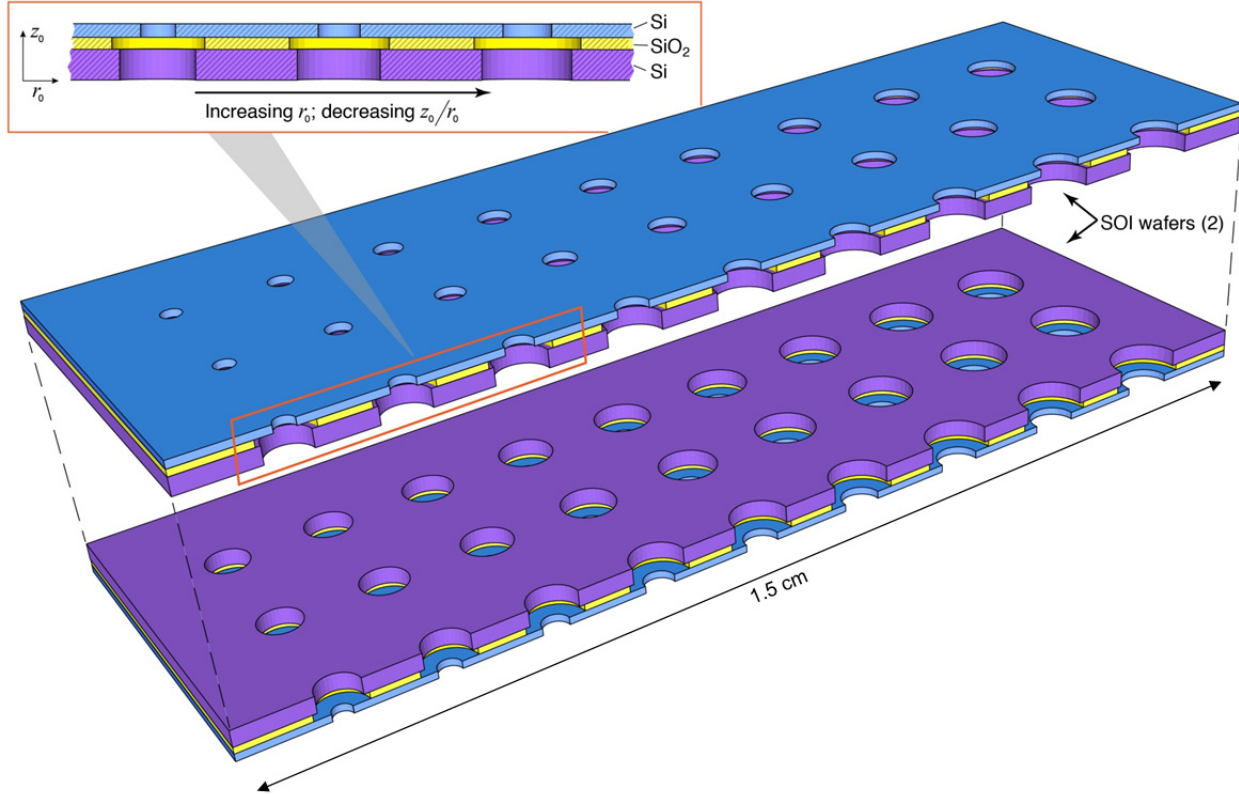 z₀
r₀
Si
SiO₂
Si
Increasing r₀; decreasing z₀/r₀
SOI wafers (2)
1.5 cm